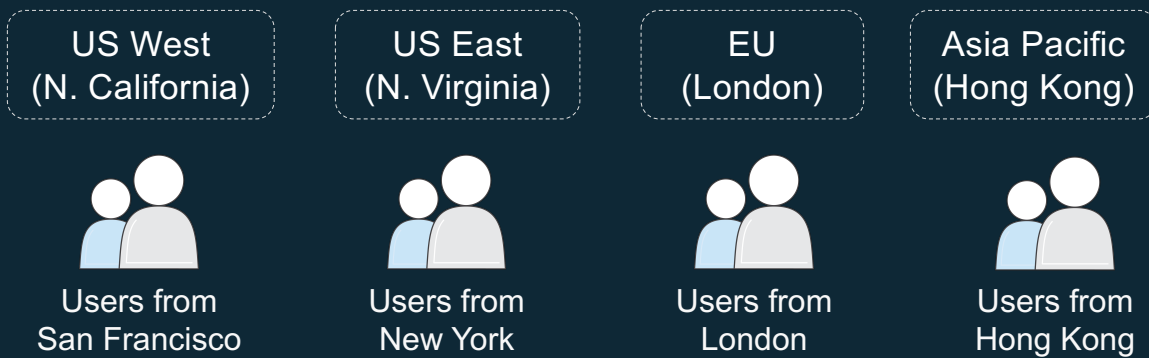 US West
(N. California)
US East
(N. Virginia)
EU
(London)
Asia Pacific
(Hong Kong)
Users from
San Francisco
Users from
New York
Users from
London
Users from
Hong Kong